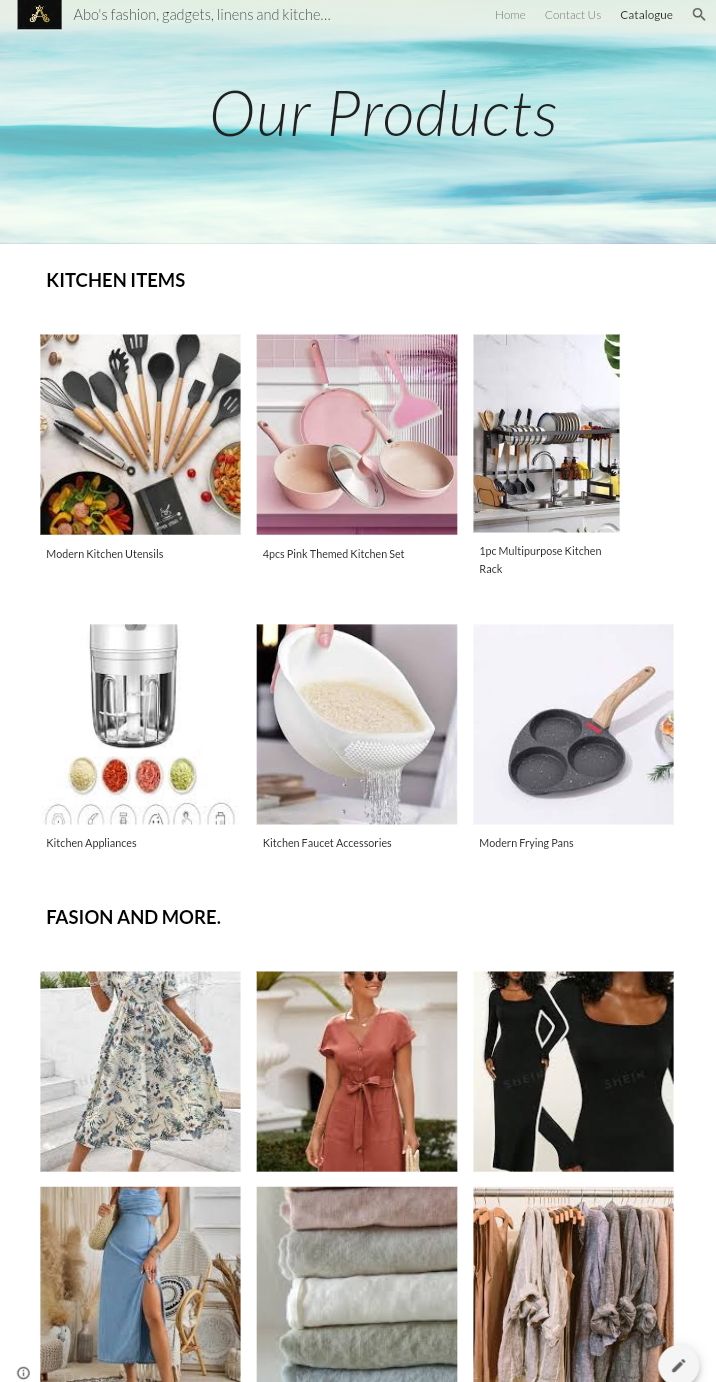 Abo's fashion, gadgets, linens and kitche...
Home
Contact Us
Catalogue
Our Products
KITCHEN ITEMS
Modern Kitchen Utensils
4pcs Pink Themed Kitchen Set
1pc Multipurpose Kitchen
Rack
Kitchen Appliances
Kitchen Faucet Accessories
Modern Frying Pans
FASION AND MORE.
SHEIN
SHEIN